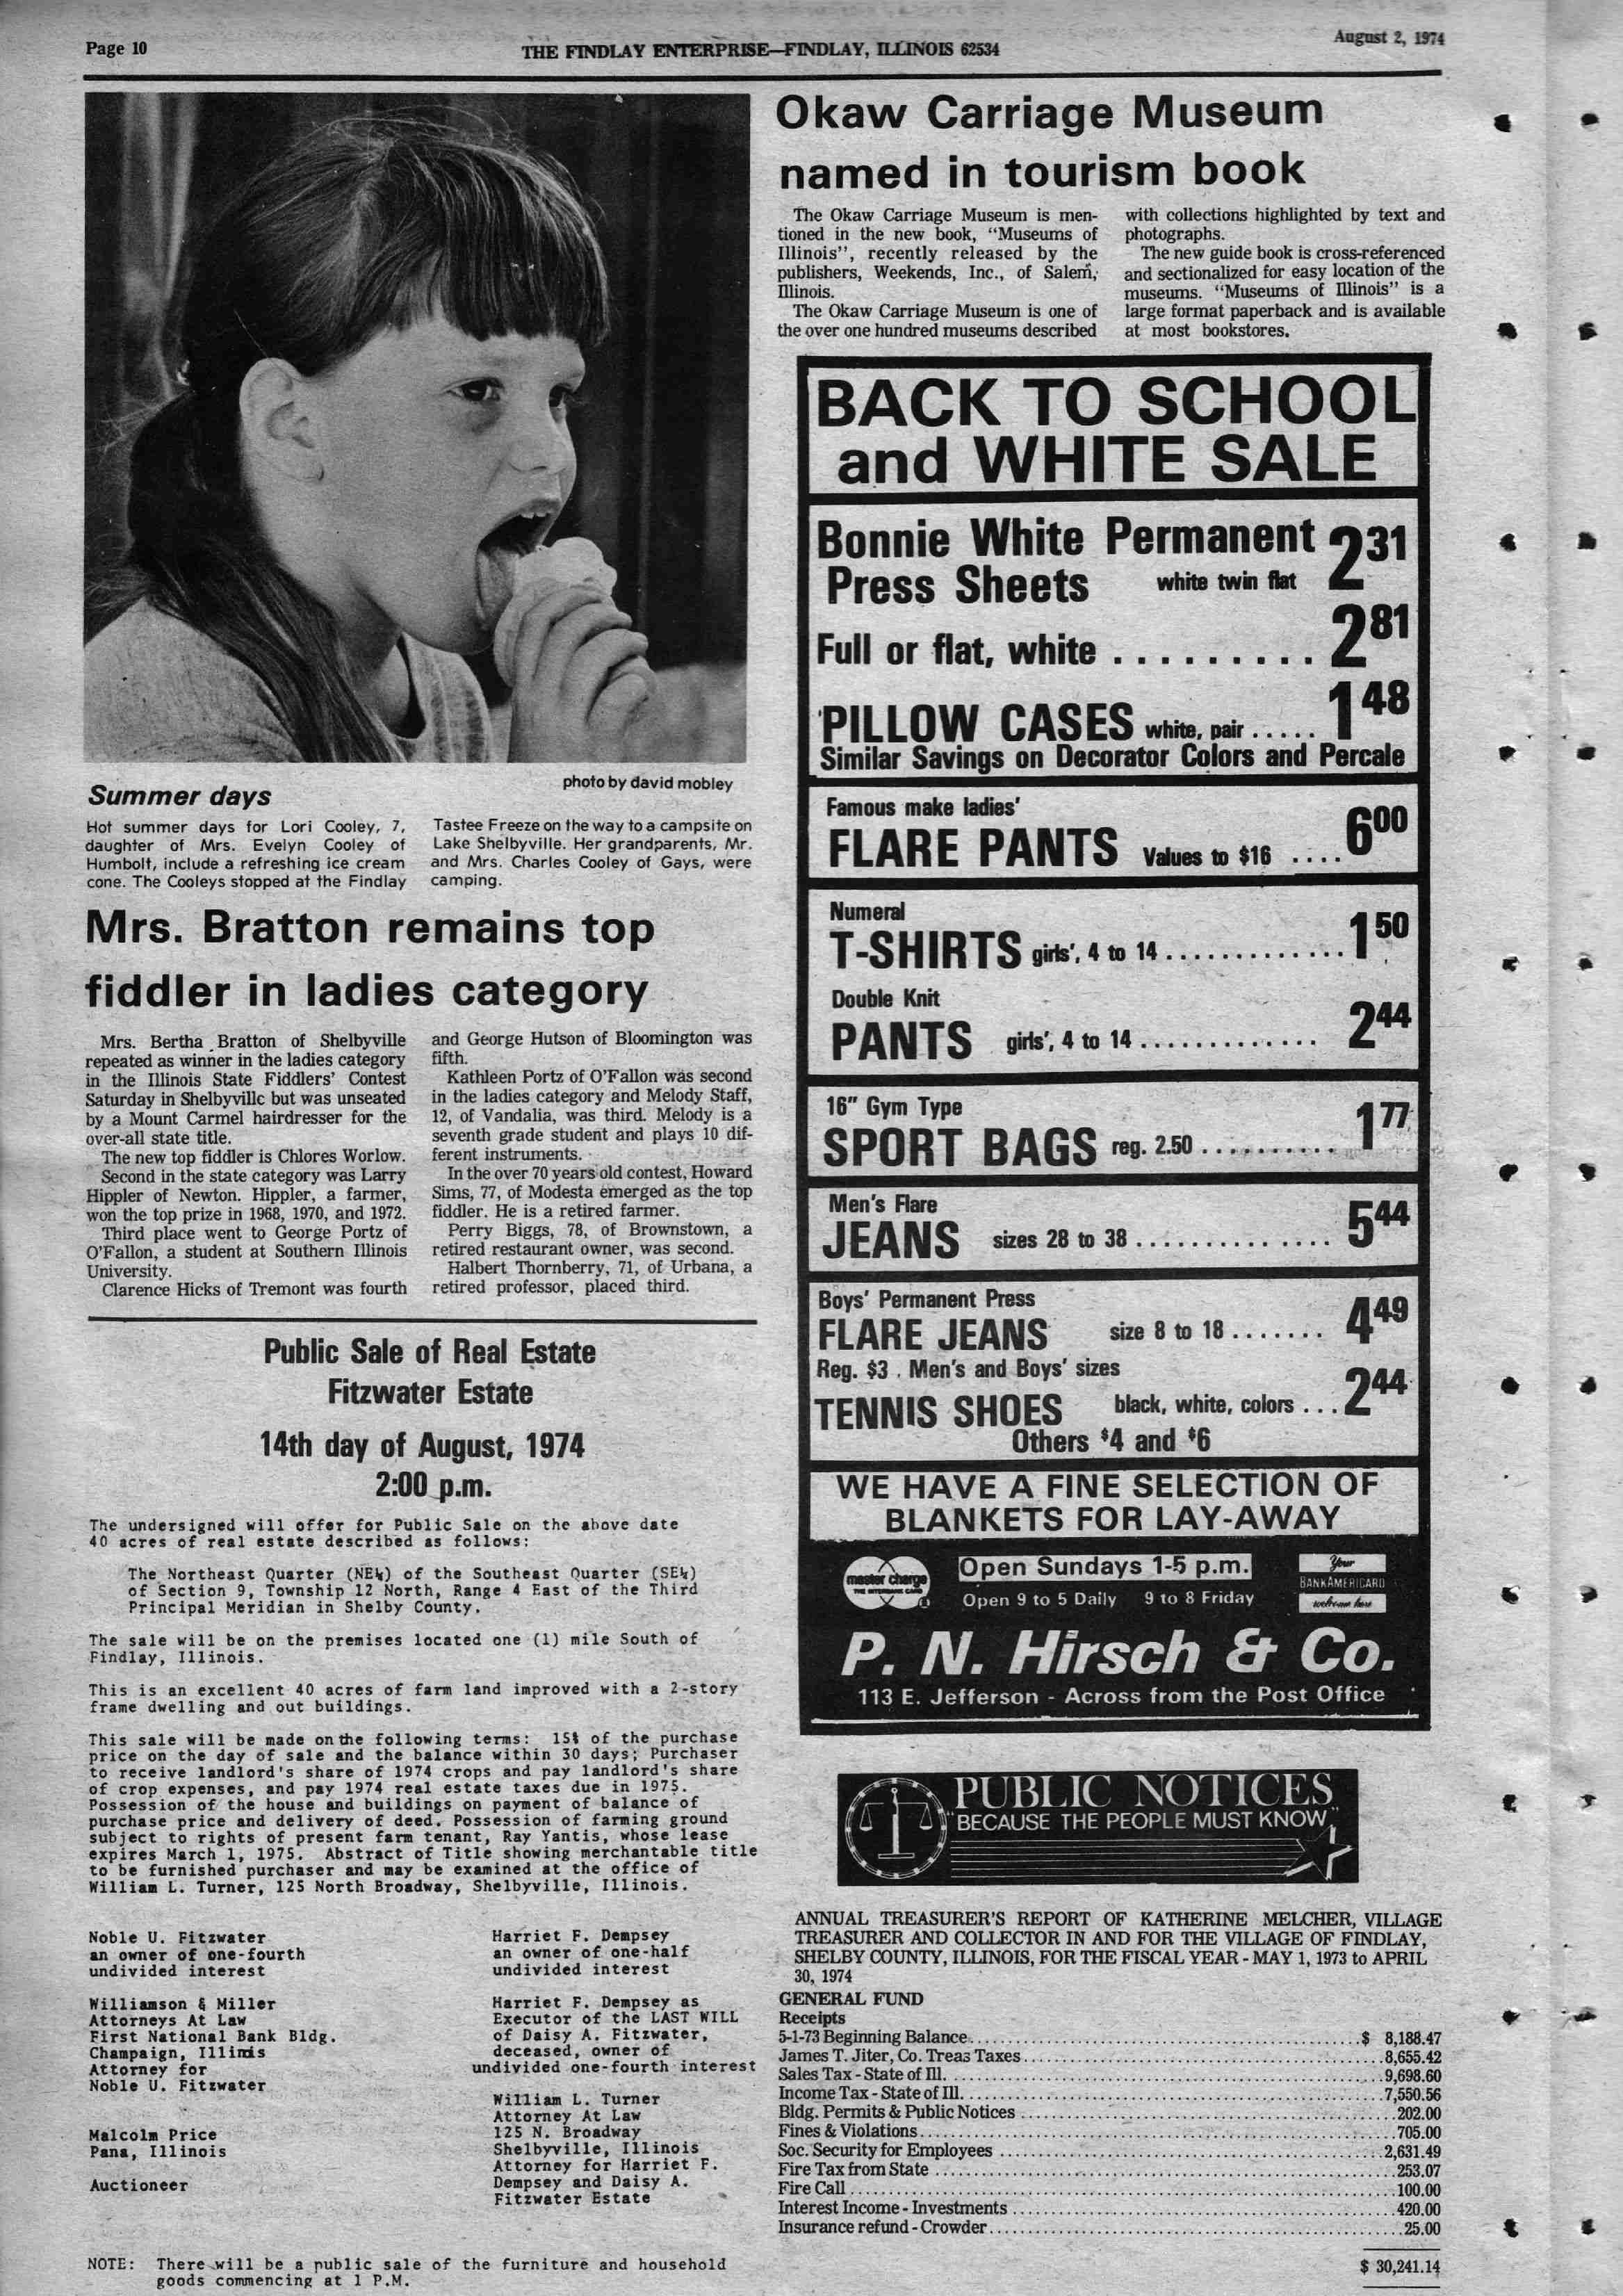 Page 10
THE FINDLAY ENTERPRISE—FINDLAY, ILLINOIS 62534
August 2, 1974
photo by david mobley
Summer days
Hot summer days for Lori Cooley, 7,
daughter of Mrs. Evelyn Cooley of
Humbolt, include a refreshing ice cream
cone. The Cooleys stopped at the Findlay
Tastee Freeze on the way to a campsite on
Lake Shelbyville. Her grandparents, Mr.
and Mrs. Charles Cooley of Gays, were
camping.
Mrs. Bratton remains top
fiddler in ladies category
Mrs. Bertha Bratton of Shelbyville
repeated as winner in the ladies category
in the Illinois State Fiddlers' Contest
Saturday in Shelbyville but was unseated
by a Mount Carmel hairdresser for the
over-all state title.
The new top fiddler is Chlores Worlow.
Second in the state category was Larry
Hippler of Newton. Hippler, a farmer,
won the top prize in 1968, 1970, and 1972.
Third place went to George Portz of
O'Fallon, a student at Southern Illinois
University.
Clarence Hicks of Tremont was fourth
and George Hutson of Bloomington was
fifth.
Kathleen Portz of O'Fallon was second
in the ladies category and Melody Staff,
12, of Vandalia, was third. Melody is a
seventh grade student and plays 10 dif-
ferent instruments.
In the over 70 years old contest, Howard
Sims, 77, of Modesta emerged as the top
fiddler. He is a retired farmer.
Perry Biggs, 78, of Brownstown, a
retired restaurant owner, was second.
Halbert Thornberry, 71, of Urbana, a
retired professor, placed third.
Public Sale of Real Estate
Fitzwater Estate
14th day of August, 1974
2:00 p.m.
The undersigned will offer for Public Sale on the above date
40 acres of real estate described as follows:
The Northeast Quarter (NE¼) of the Southeast Quarter (SE¼)
of Section 9, Township 12 North, Range 4 East of the Third
Principal Meridian in Shelby County.
The sale will be on the premises located one (1) mile South of
Findlay, Illinois.
This is an excellent 40 acres of farm land improved with a 2-story
frame dwelling and out buildings.
This sale will be made on the following terms: 15% of the purchase
price on the day of sale and the balance within 30 days; Purchaser
to receive landlord's share of 1974 crops and pay landlord's share
of crop expenses, and pay 1974 real estate taxes due in 1975.
Possession of the house and buildings on payment of balance of
purchase price and delivery of deed. Possession of farming ground
subject to rights of present farm tenant, Ray Yantis, whose lease
expires March 1, 1975. Abstract of Title showing merchantable title
to be furnished purchaser and may be examined at the office of
William L. Turner, 125 North Broadway, Shelbyville, Illinois.
Noble U. Fitzwater
an owner of one-fourth
undivided interest
Williamson & Miller
Attorneys At Law
First National Bank Bldg.
Champaign, Illinois
Attorney for
Noble U. Fitzwater
Malcolm Price
Pana, Illinois
Auctioneer
Harriet F. Dempsey
an owner of one-half
undivided interest
Harriet F. Dempsey as
Executor of the LAST WILL
of Daisy A. Fitzwater,
deceased, owner of
undivided one-fourth interest
William L. Turner
Attorney At Law
125 N. Broadway
Shelbyville, Illinois
Attorney for Harriet F.
Dempsey and Daisy A.
Fitzwater Estate
NOTE: There will be a public sale of the furniture and household
goods commencing at 1 P.M.
Okaw Carriage Museum
named in tourism book
The Okaw Carriage Museum is men-
tioned in the new book, "Museums of
Illinois", recently released by the
publishers, Weekends, Inc., of Salem,
Illinois.
The Okaw Carriage Museum is one of
the over one hundred museums described
with collections highlighted by text and
photographs.
The new guide book is cross-referenced
and sectionalized for easy location of the
museums. "Museums of Illinois" is a
large format paperback and is available
at most bookstores.
BACK TO SCHOOL
and WHITE SALE
Bonnie White Permanent
Press Sheets white twin flat 2 31
Full or flat, white ......... 2 81
PILLOW CASES white, pair ..... 1 48
Similar Savings on Decorator Colors and Percale
Famous make ladies'
FLARE PANTS Values to $16 .... 6 00
Numeral
T-SHIRTS girls', 4 to 14 .............. 1 50
Double Knit
PANTS girls', 4 to 14 ............. 2 44
16" Gym Type
SPORT BAGS reg. 2.50 .......... 1 77
Men's Flare
JEANS sizes 28 to 38 .............. 5 44
Boys' Permanent Press
FLARE JEANS size 8 to 18 ....... 4 49
Reg. $3 . Men's and Boys' sizes
TENNIS SHOES black, white, colors ... 2 44
Others $4 and $6
WE HAVE A FINE SELECTION OF
BLANKETS FOR LAY-AWAY
master charge
THE INTERBANK CARD
Open Sundays 1-5 p.m.
Open 9 to 5 Daily 9 to 8 Friday
Your
BANKAMERICARD
welcome here
P. N. Hirsch & Co.
113 E. Jefferson - Across from the Post Office
PUBLIC NOTICES
"BECAUSE THE PEOPLE MUST KNOW"
ANNUAL TREASURER'S REPORT OF KATHERINE MELCHER, VILLAGE
TREASURER AND COLLECTOR IN AND FOR THE VILLAGE OF FINDLAY,
SHELBY COUNTY, ILLINOIS, FOR THE FISCAL YEAR - MAY 1, 1973 to APRIL
30, 1974
GENERAL FUND
Receipts
5-1-73 Beginning Balance ........ $ 8,188.47
James T. Jiter, Co. Treas Taxes ........ 8,655.42
Sales Tax - State of Ill. ........ 9,698.60
Income Tax - State of Ill. ........ 7,550.56
Bldg. Permits & Public Notices ........ 202.00
Fines & Violations ........ 705.00
Soc. Security for Employees ........ 2,631.49
Fire Tax from State ........ 253.07
Fire Call ........ 100.00
Interest Income - Investments ........ 420.00
Insurance refund - Crowder ........ 25.00
$ 30,241.14